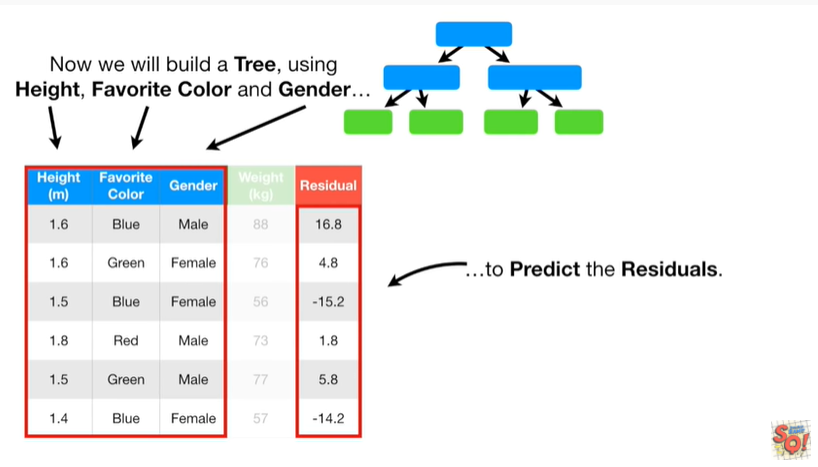 Now we will build a Tree, using
Height, Favorite Color and Gender...
Height (m) Favorite Color Gender Weight (kg) Residual
1.6 Blue Male 88 16.8
1.6 Green Female 76 4.8
1.5 Blue Female 56 -15.2
1.8 Red Male 73 1.8
1.5 Green Male 77 5.8
1.4 Blue Female 57 -14.2
...to Predict the Residuals.
SQ!